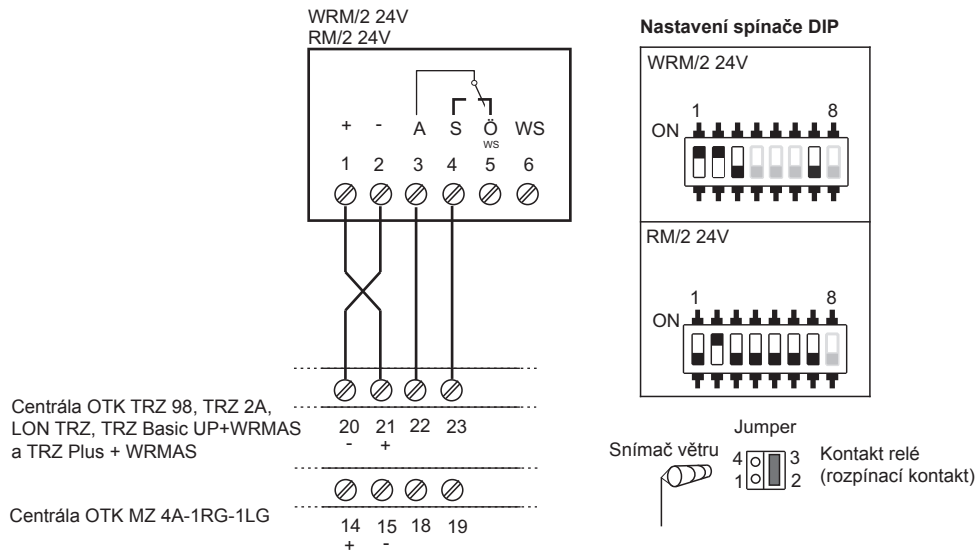 WRM/2 24V
RM/2 24V
+ - A S Ö WS
WS
1 2 3 4 5 6
Centrála OTK TRZ 98, TRZ 2A,
LON TRZ, TRZ Basic UP+WRMAS
a TRZ Plus + WRMAS
20 21 22 23
- +
Centrála OTK MZ 4A-1RG-1LG
14 15 18 19
+ -
Nastavení spínače DIP
WRM/2 24V
1 8
ON
RM/2 24V
1 8
ON
Jumper
Snímač větru
4 3
1 2
Kontakt relé
(rozpínací kontakt)